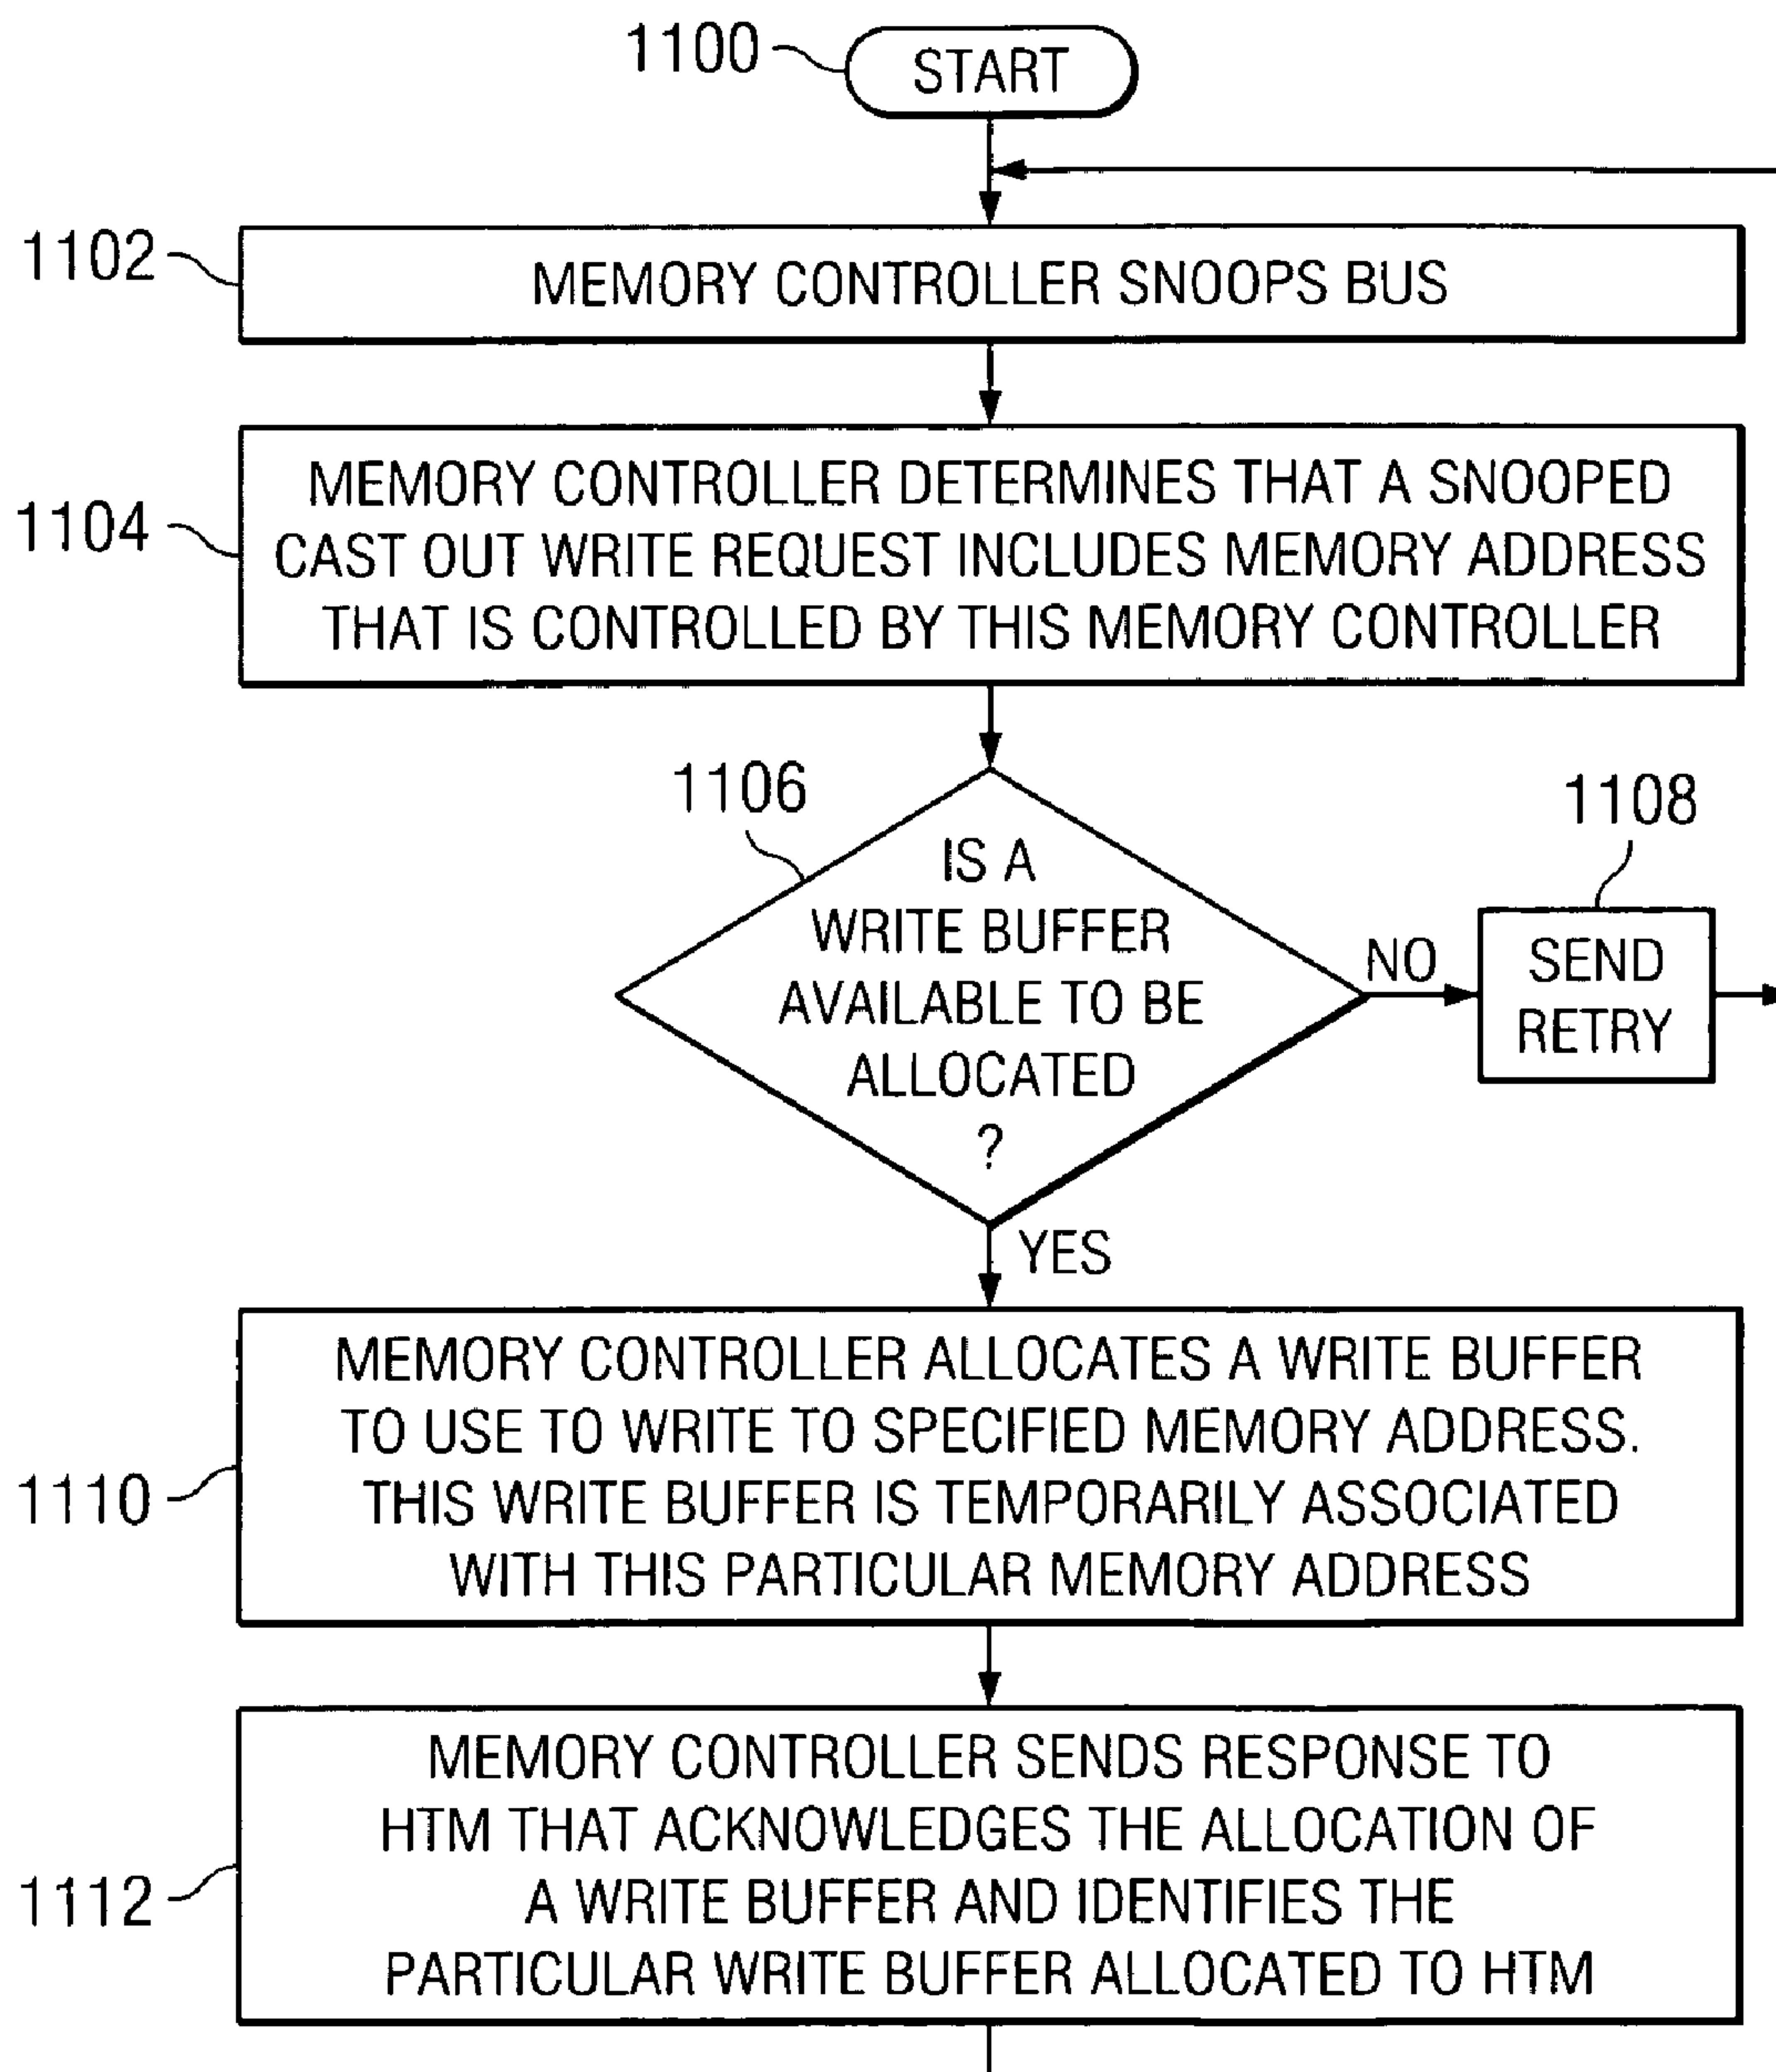 1100
START
1102
MEMORY CONTROLLER SNOOPS BUS
1104
MEMORY CONTROLLER DETERMINES THAT A SNOOPED
CAST OUT WRITE REQUEST INCLUDES MEMORY ADDRESS
THAT IS CONTROLLED BY THIS MEMORY CONTROLLER
1106
IS A
WRITE BUFFER
AVAILABLE TO BE
ALLOCATED
?
NO
1108
SEND
RETRY
YES
1110
MEMORY CONTROLLER ALLOCATES A WRITE BUFFER
TO USE TO WRITE TO SPECIFIED MEMORY ADDRESS.
THIS WRITE BUFFER IS TEMPORARILY ASSOCIATED
WITH THIS PARTICULAR MEMORY ADDRESS
1112
MEMORY CONTROLLER SENDS RESPONSE TO
HTM THAT ACKNOWLEDGES THE ALLOCATION OF
A WRITE BUFFER AND IDENTIFIES THE
PARTICULAR WRITE BUFFER ALLOCATED TO HTM